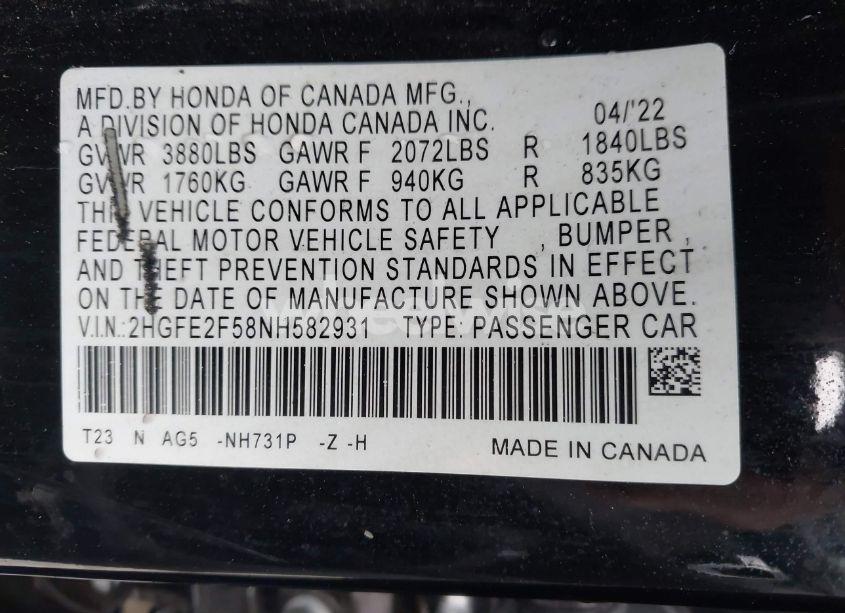 MFD.BY HONDA OF CANADA MFG.,
A DIVISION OF HONDA CANADA INC. 04/'22
GVWR 3880LBS GAWR F 2072LBS R 1840LBS
GVWR 1760KG GAWR F 940KG R 835KG
THIS VEHICLE CONFORMS TO ALL APPLICABLE
FEDERAL MOTOR VEHICLE SAFETY , BUMPER ,
AND THEFT PREVENTION STANDARDS IN EFFECT
ON THE DATE OF MANUFACTURE SHOWN ABOVE.
V.I.N.:2HGFE2F58NH582931 TYPE: PASSENGER CAR
T23 N AG5 -NH731P -Z -H MADE IN CANADA